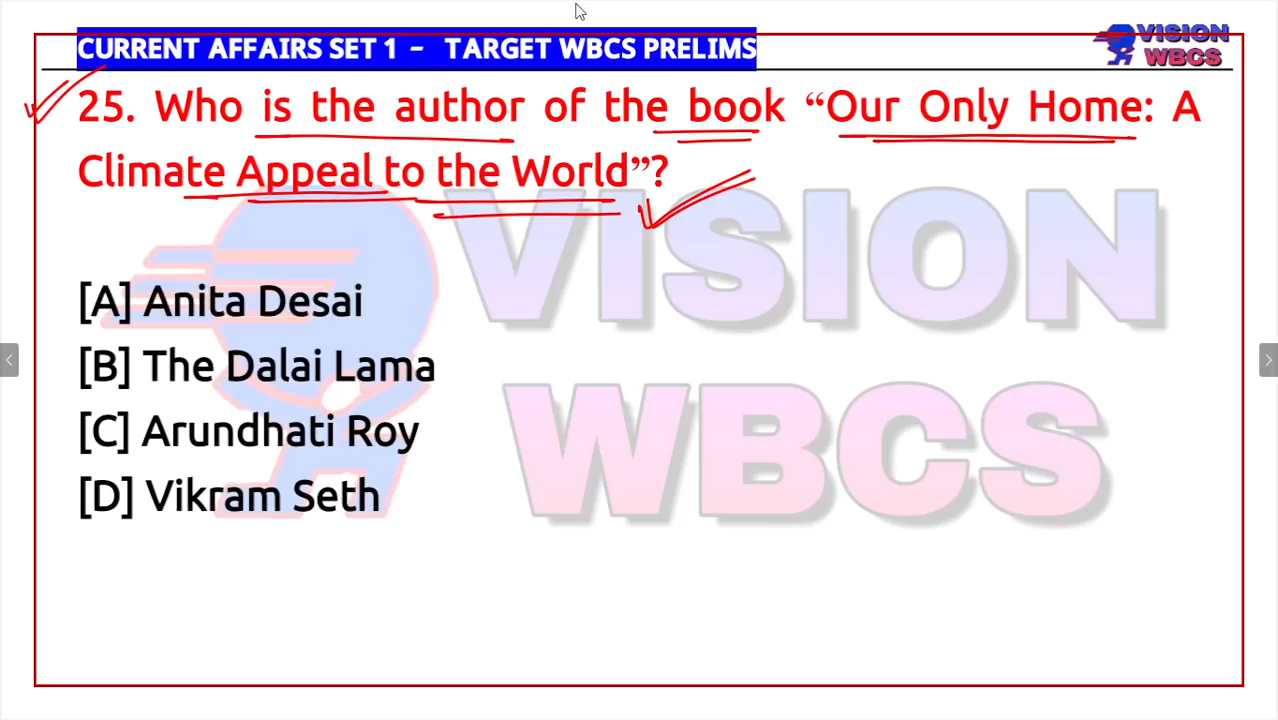 CURRENT AFFAIRS SET 1 – TARGET WBCS PRELIMS
VISION
WBCS
25. Who is the author of the book “Our Only Home: A
Climate Appeal to the World”?
[A] Anita Desai
[B] The Dalai Lama
[C] Arundhati Roy
[D] Vikram Seth
VISION
WBCS